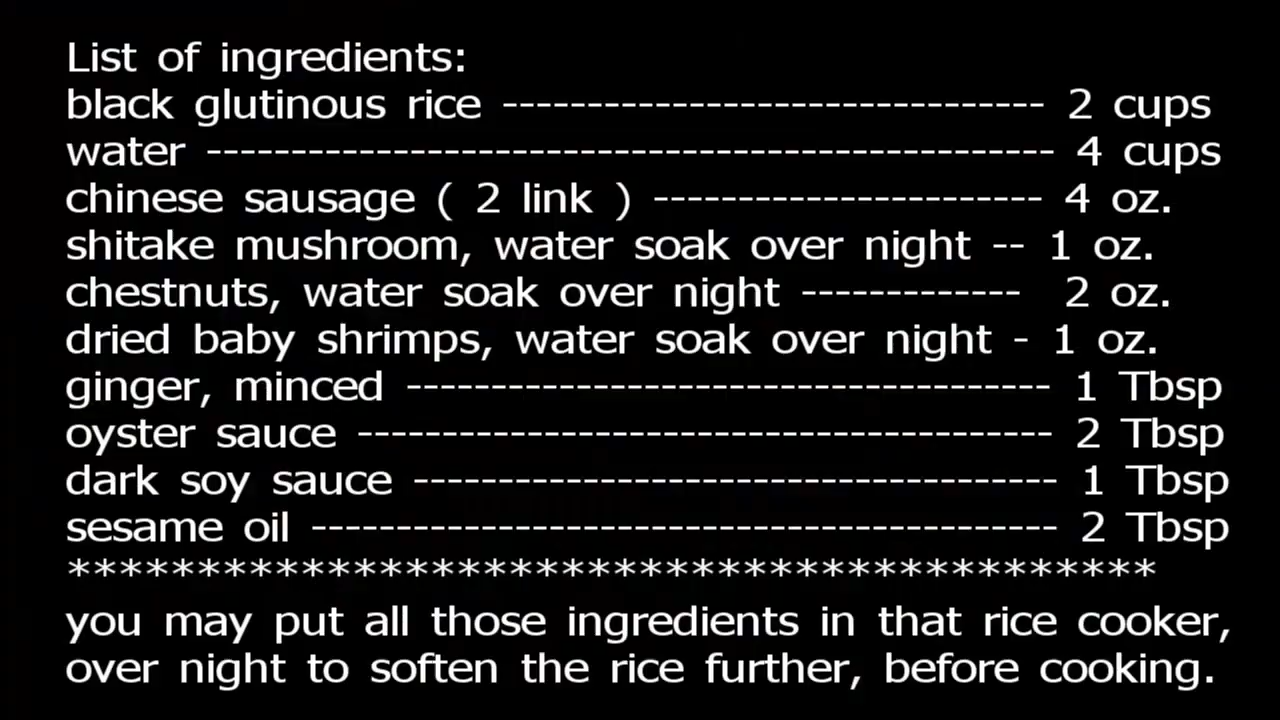 List of ingredients:
black glutinous rice -------------------------------- 2 cups
water -------------------------------------------------- 4 cups
chinese sausage ( 2 link ) ----------------------- 4 oz.
shitake mushroom, water soak over night -- 1 oz.
chestnuts, water soak over night ------------- 2 oz.
dried baby shrimps, water soak over night - 1 oz.
ginger, minced -------------------------------------- 1 Tbsp
oyster sauce ----------------------------------------- 2 Tbsp
dark soy sauce -------------------------------------- 1 Tbsp
sesame oil -------------------------------------------- 2 Tbsp
******************************************
you may put all those ingredients in that rice cooker,
over night to soften the rice further, before cooking.